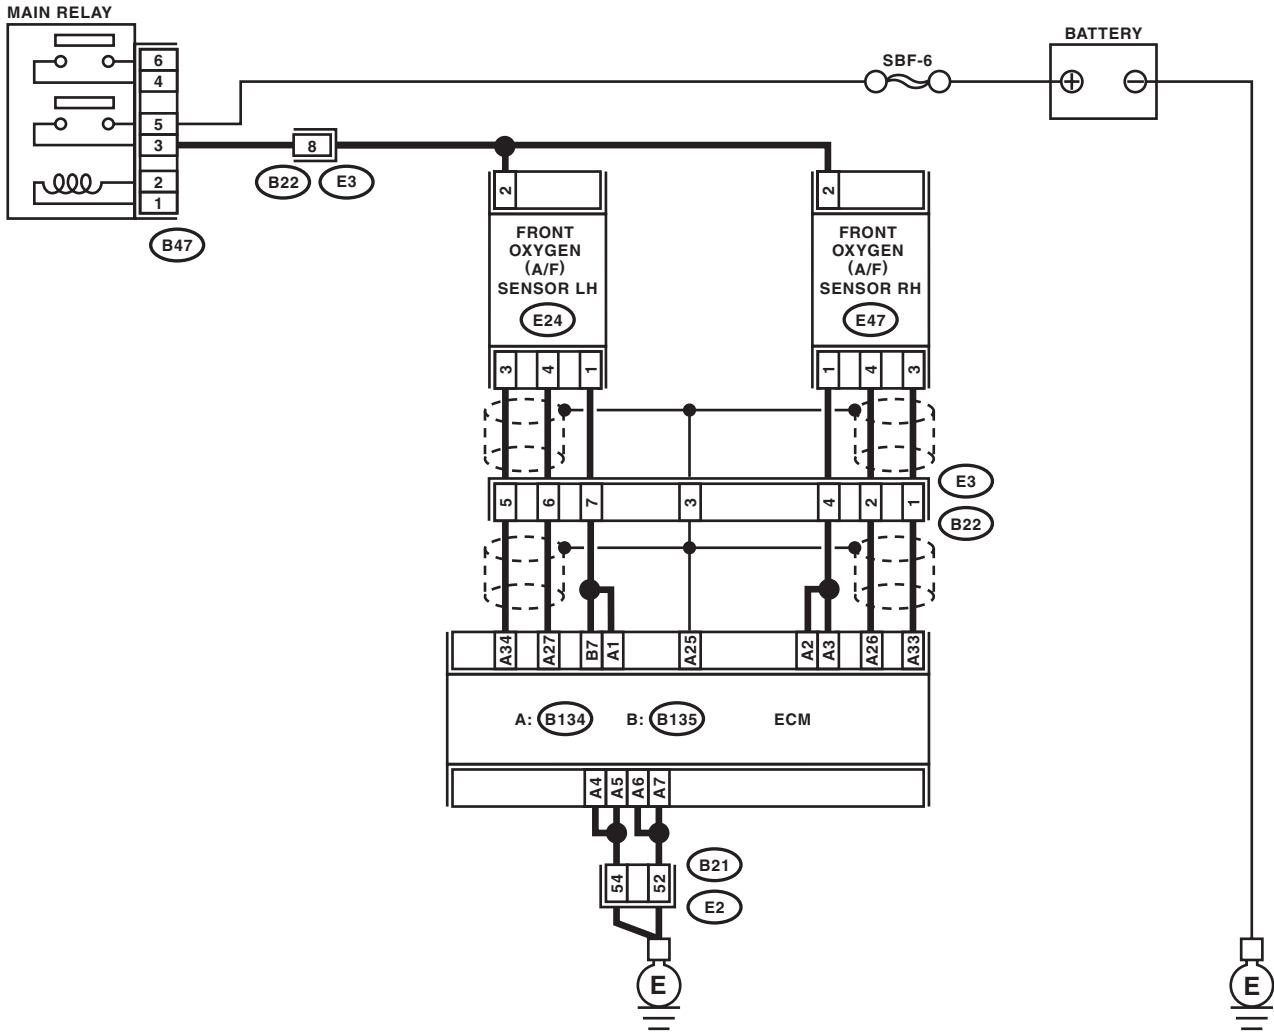 MAIN RELAY
BATTERY
SBF-6
6
4
5
3
2
1
8
B22
E3
B47
2
FRONT
OXYGEN
(A/F)
SENSOR LH
E24
2
FRONT
OXYGEN
(A/F)
SENSOR RH
E47
3 4 1
1 4 3
5 6 7 3 4 2 1
E3
B22
A34 A27 B7 A1 A25 A2 A3 A26 A33
A: B134 B: B135 ECM
A4 A5 A6 A7
54 52
B21
E2
E
E